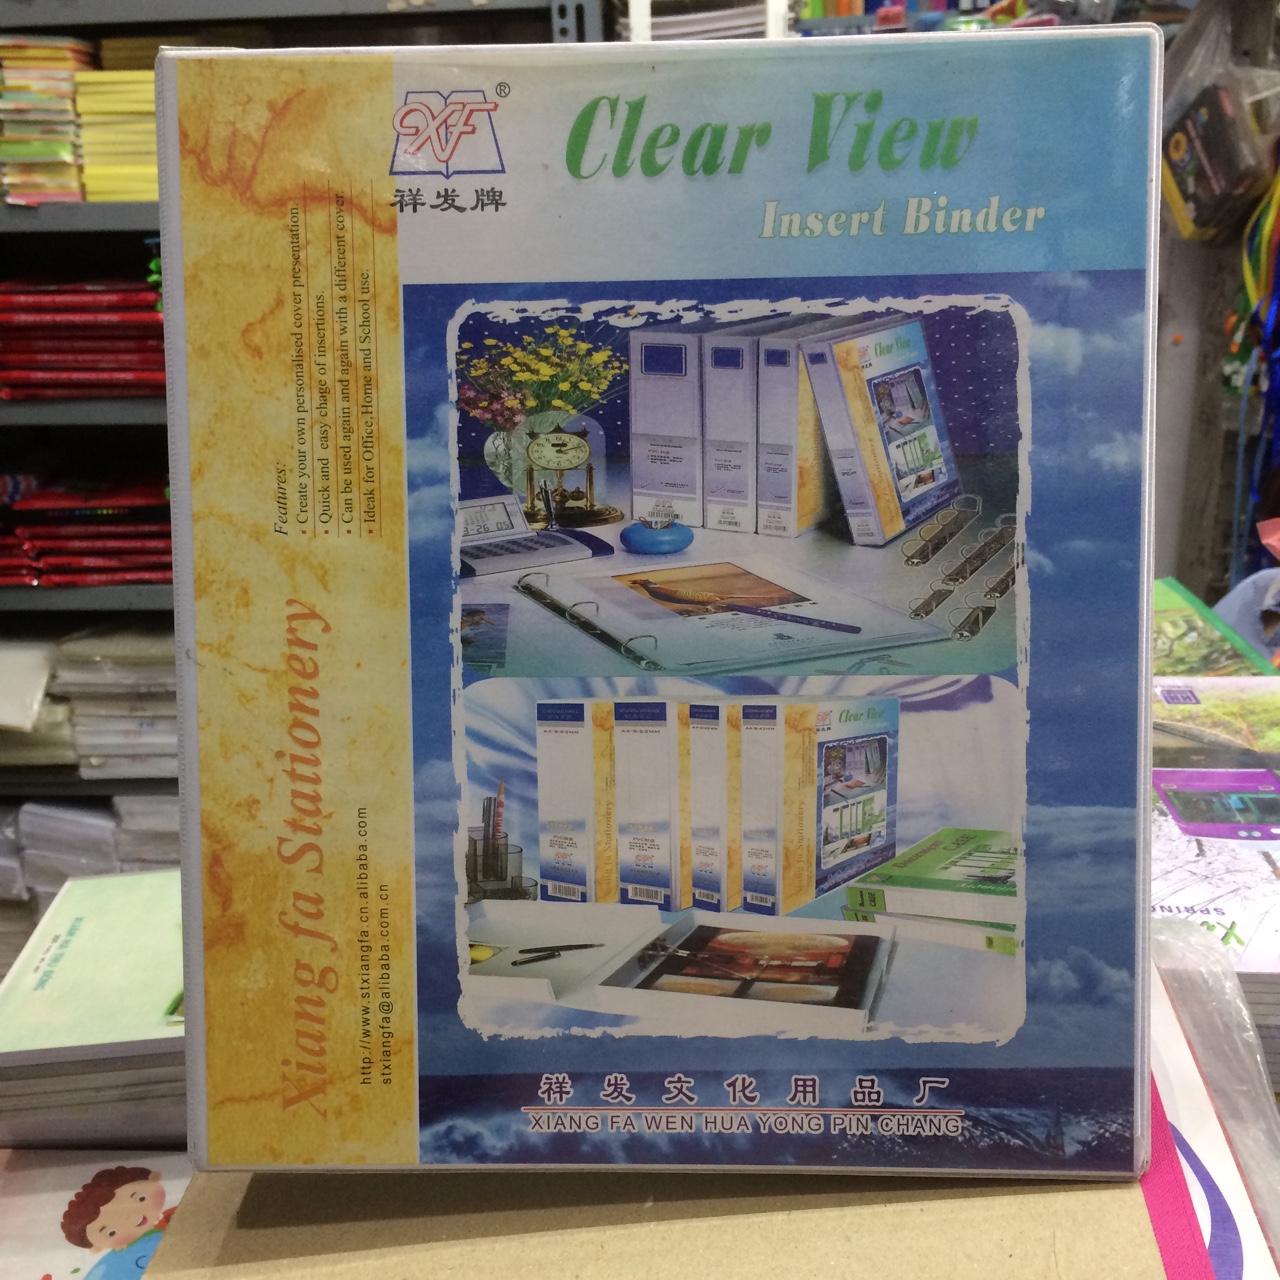 XF®
祥发牌
Clear View
Insert Binder
Features:
• Create your own personalised cover presentation.
• Quick and easy chage of insertions.
• Can be used again and again with a different cover.
• Ideak for Office,Home and School use.
Xiang fa Stationery
http://www.stxiangfa.cn.alibaba.com
stxiangfa@alibaba.com.cn
Clear View
Clear View
祥发文化用品厂
XIANG FA WEN HUA YONG PIN CHANG
SPRING